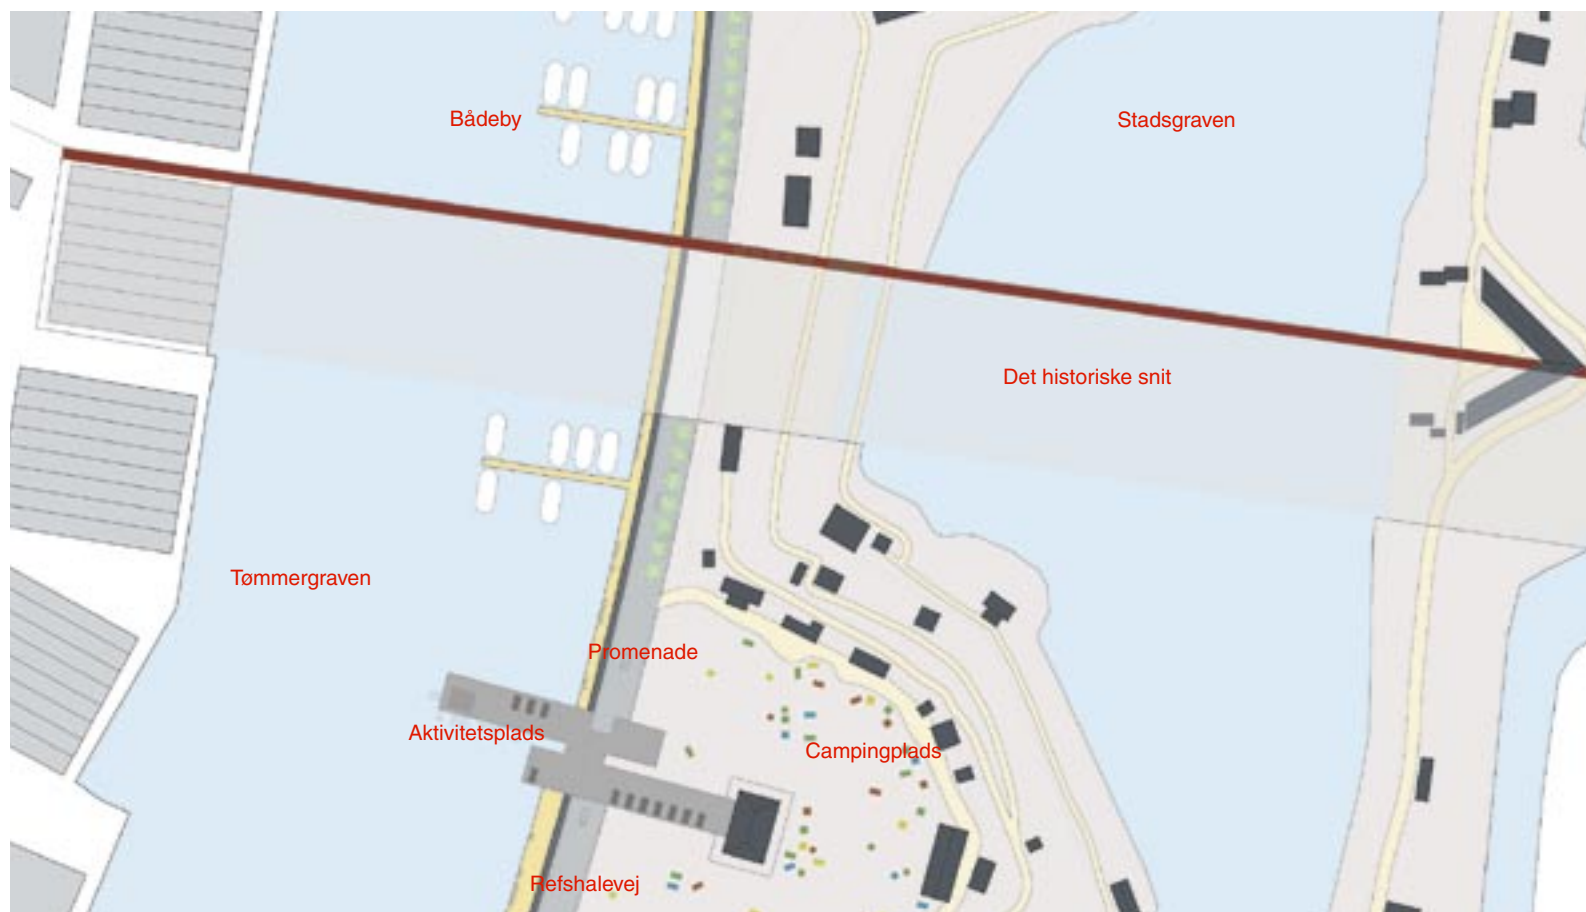 Bådeby
Stadsgraven
Det historiske snit
Tømmergraven
Promenade
Aktivitetsplads
Campingplads
Refshalevej